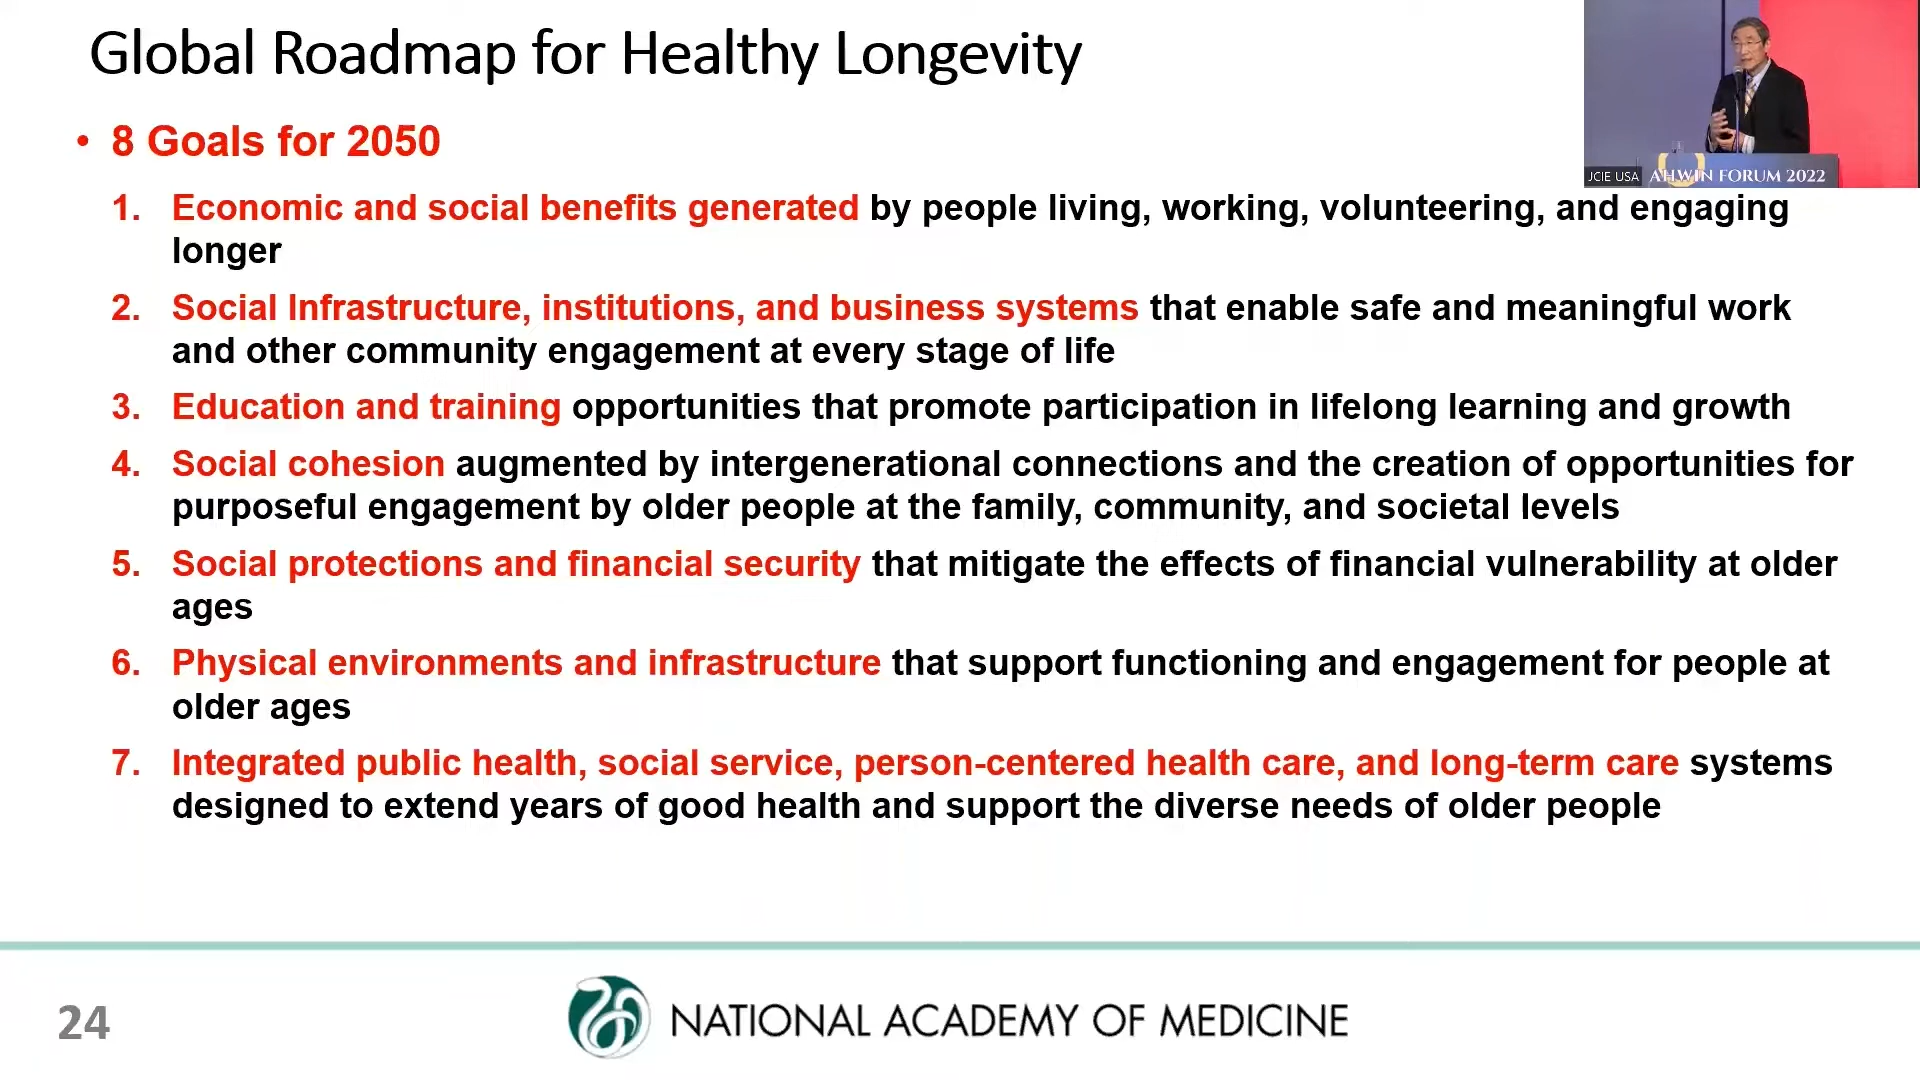 Global Roadmap for Healthy Longevity
• 8 Goals for 2050
1. Economic and social benefits generated by people living, working, volunteering, and engaging
longer
2. Social Infrastructure, institutions, and business systems that enable safe and meaningful work
and other community engagement at every stage of life
3. Education and training opportunities that promote participation in lifelong learning and growth
4. Social cohesion augmented by intergenerational connections and the creation of opportunities for
purposeful engagement by older people at the family, community, and societal levels
5. Social protections and financial security that mitigate the effects of financial vulnerability at older
ages
6. Physical environments and infrastructure that support functioning and engagement for people at
older ages
7. Integrated public health, social service, person-centered health care, and long-term care systems
designed to extend years of good health and support the diverse needs of older people
JCIE USA
AHWIN FORUM 2022
24
NATIONAL ACADEMY OF MEDICINE